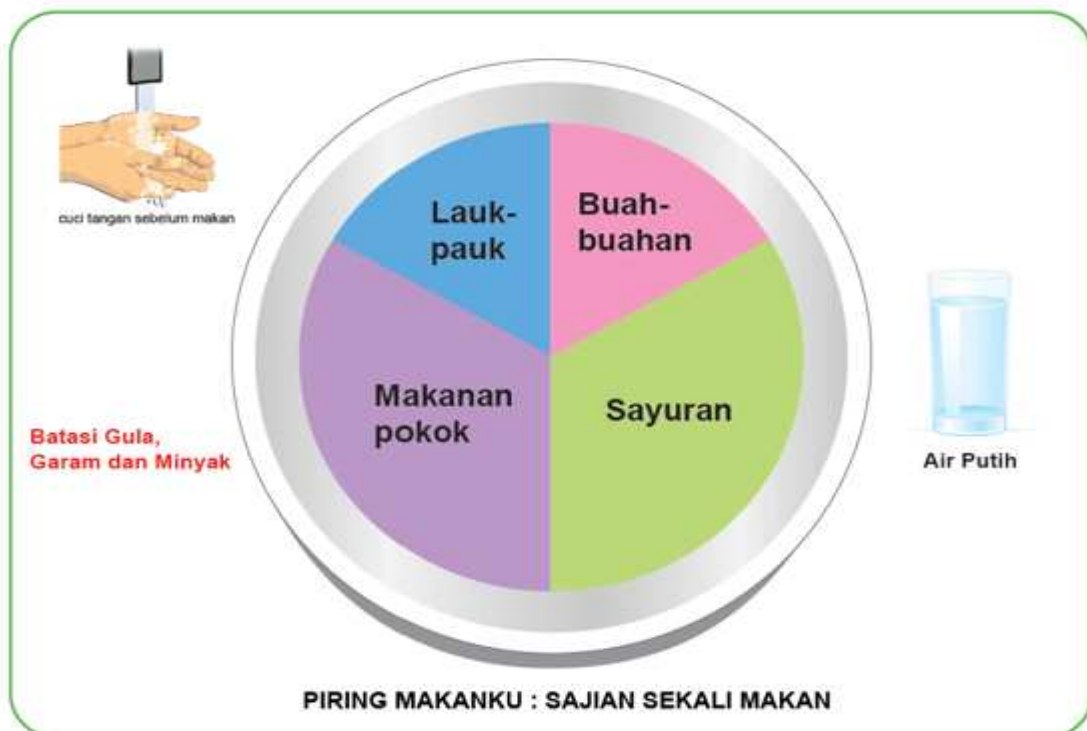 cuci tangan sebelum makan
Lauk-
pauk
Buah-
buahan
Makanan
pokok
Sayuran
Batasi Gula,
Garam dan Minyak
Air Putih
PIRING MAKANKU : SAJIAN SEKALI MAKAN